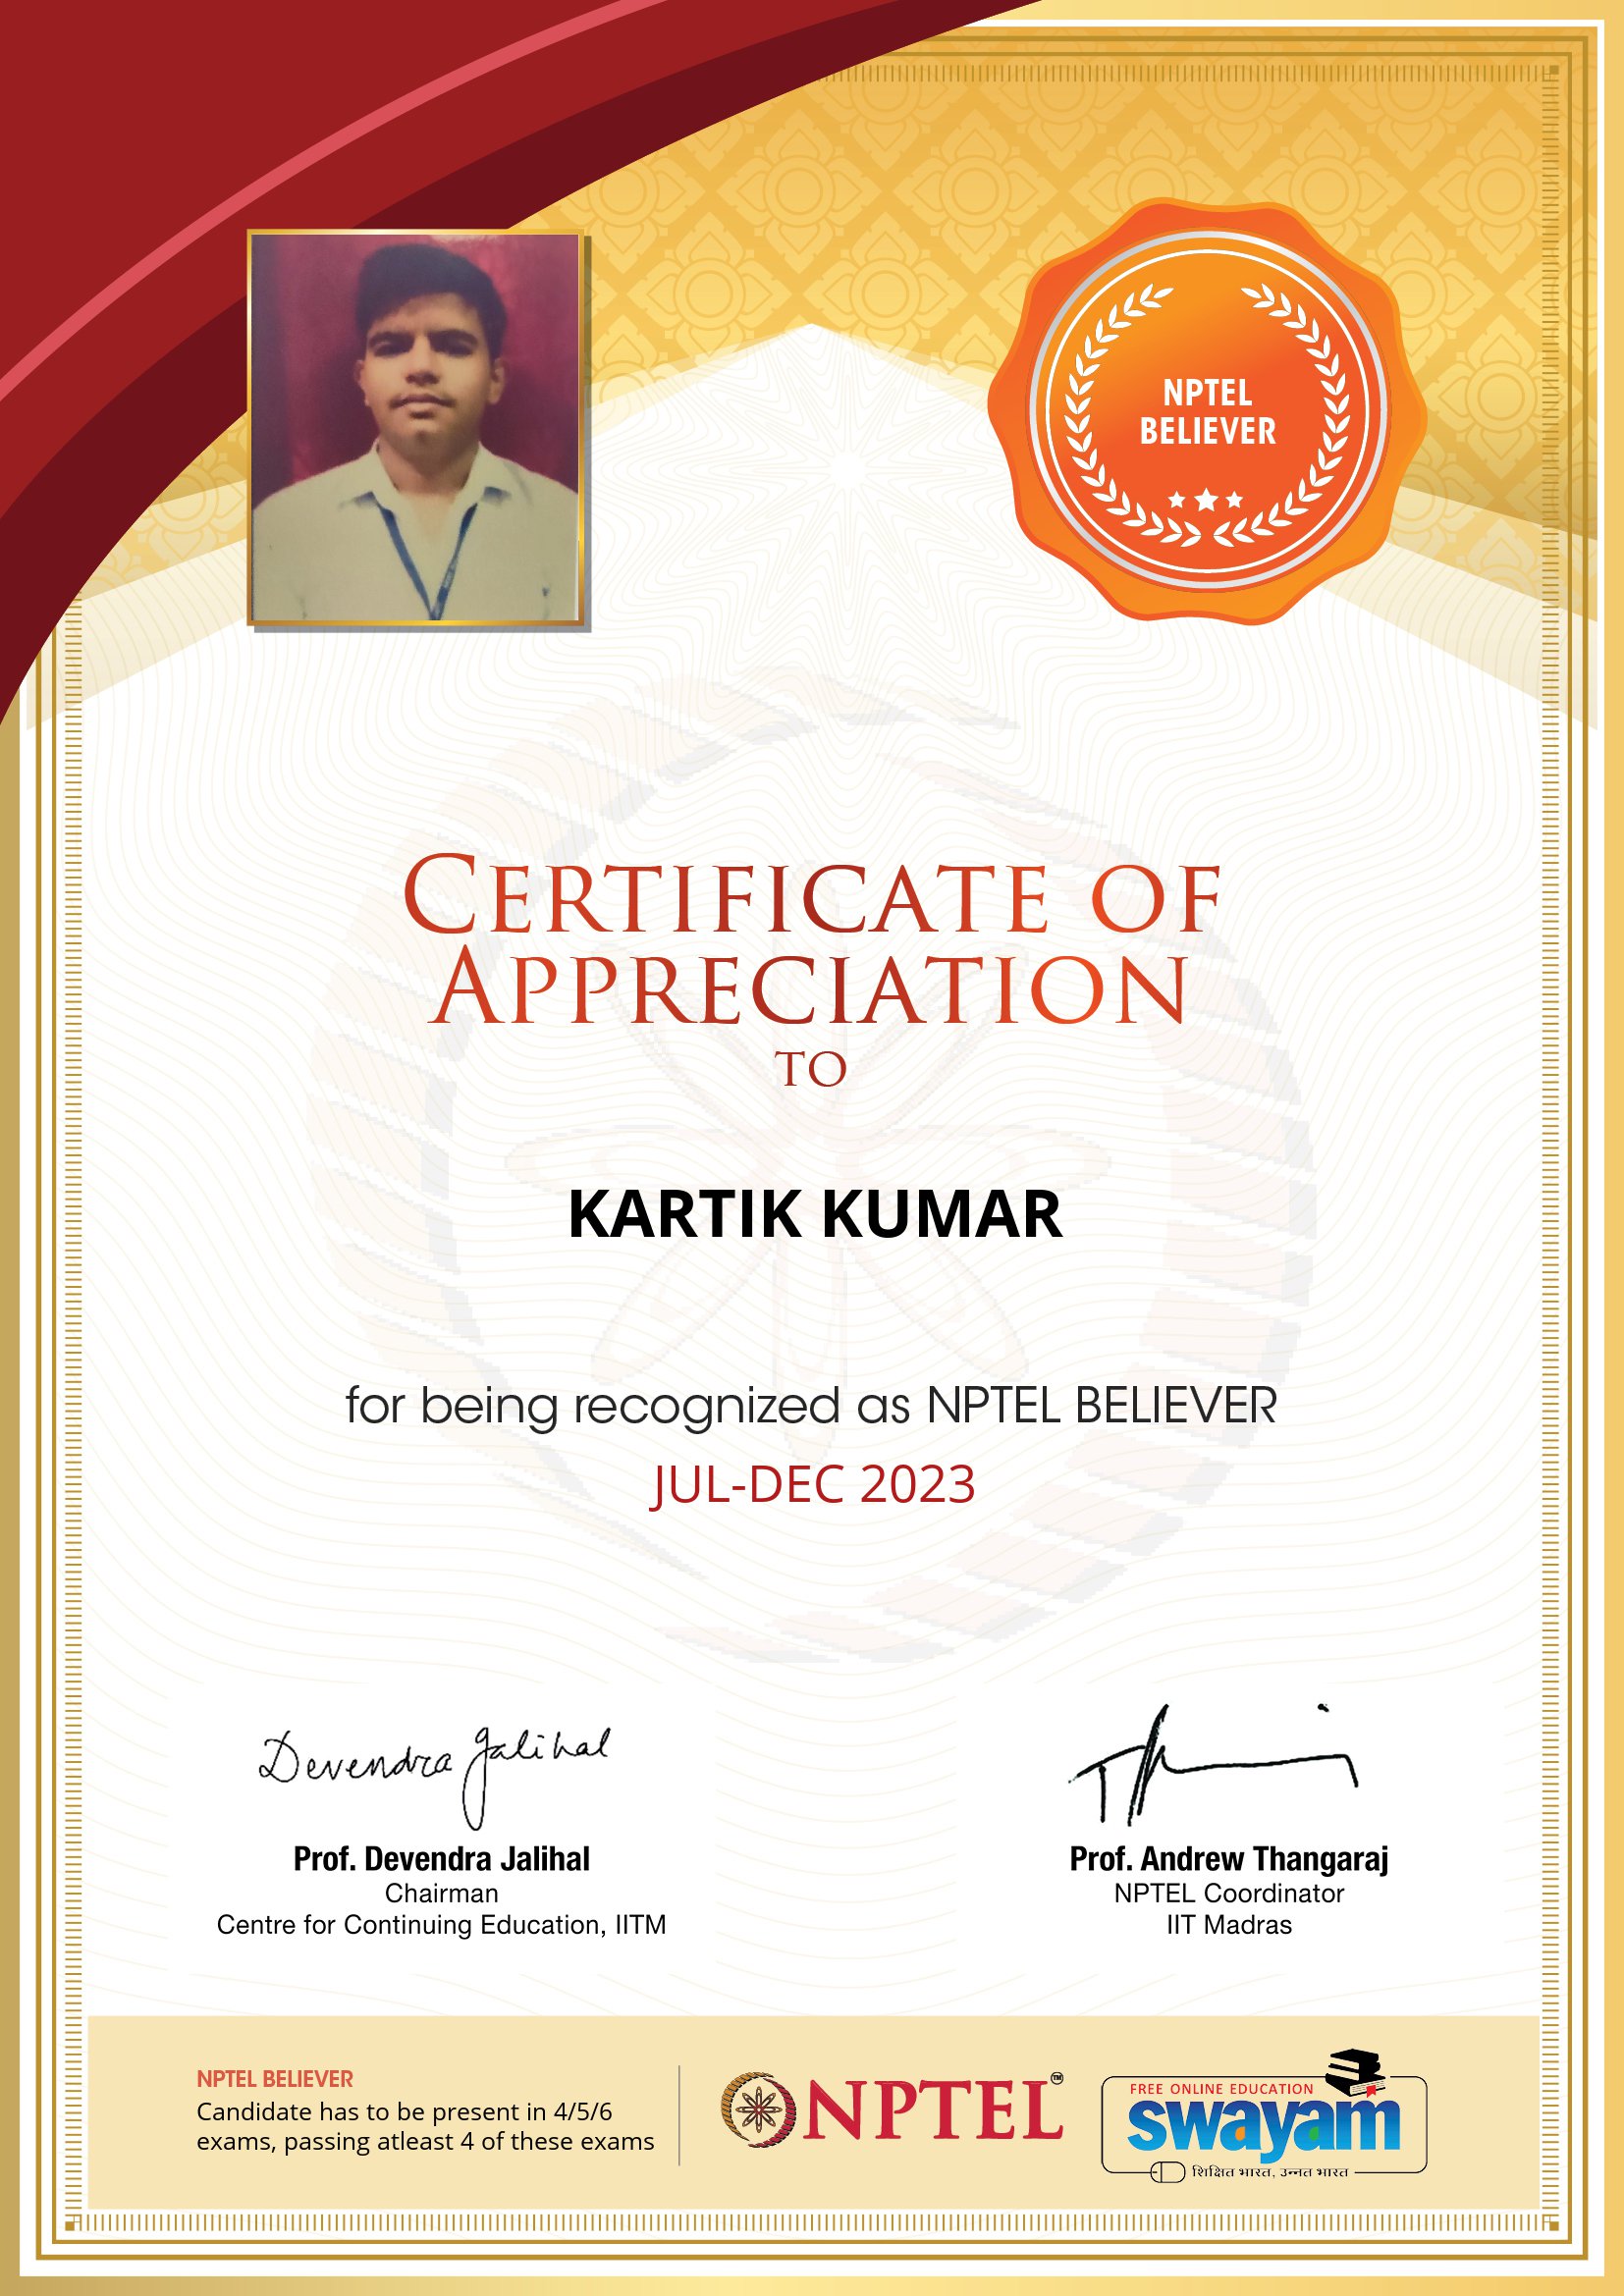 NPTEL
BELIEVER
CERTIFICATE OF
APPRECIATION
TO
KARTIK KUMAR
for being recognized as NPTEL BELIEVER
JUL-DEC 2023
Devendra Jalihal
Prof. Devendra Jalihal
Chairman
Centre for Continuing Education, IITM
Prof. Andrew Thangaraj
NPTEL Coordinator
IIT Madras
NPTEL BELIEVER
Candidate has to be present in 4/5/6
exams, passing atleast 4 of these exams
NPTEL™
FREE ONLINE EDUCATION
swayam
शिक्षित भारत, उन्नत भारत